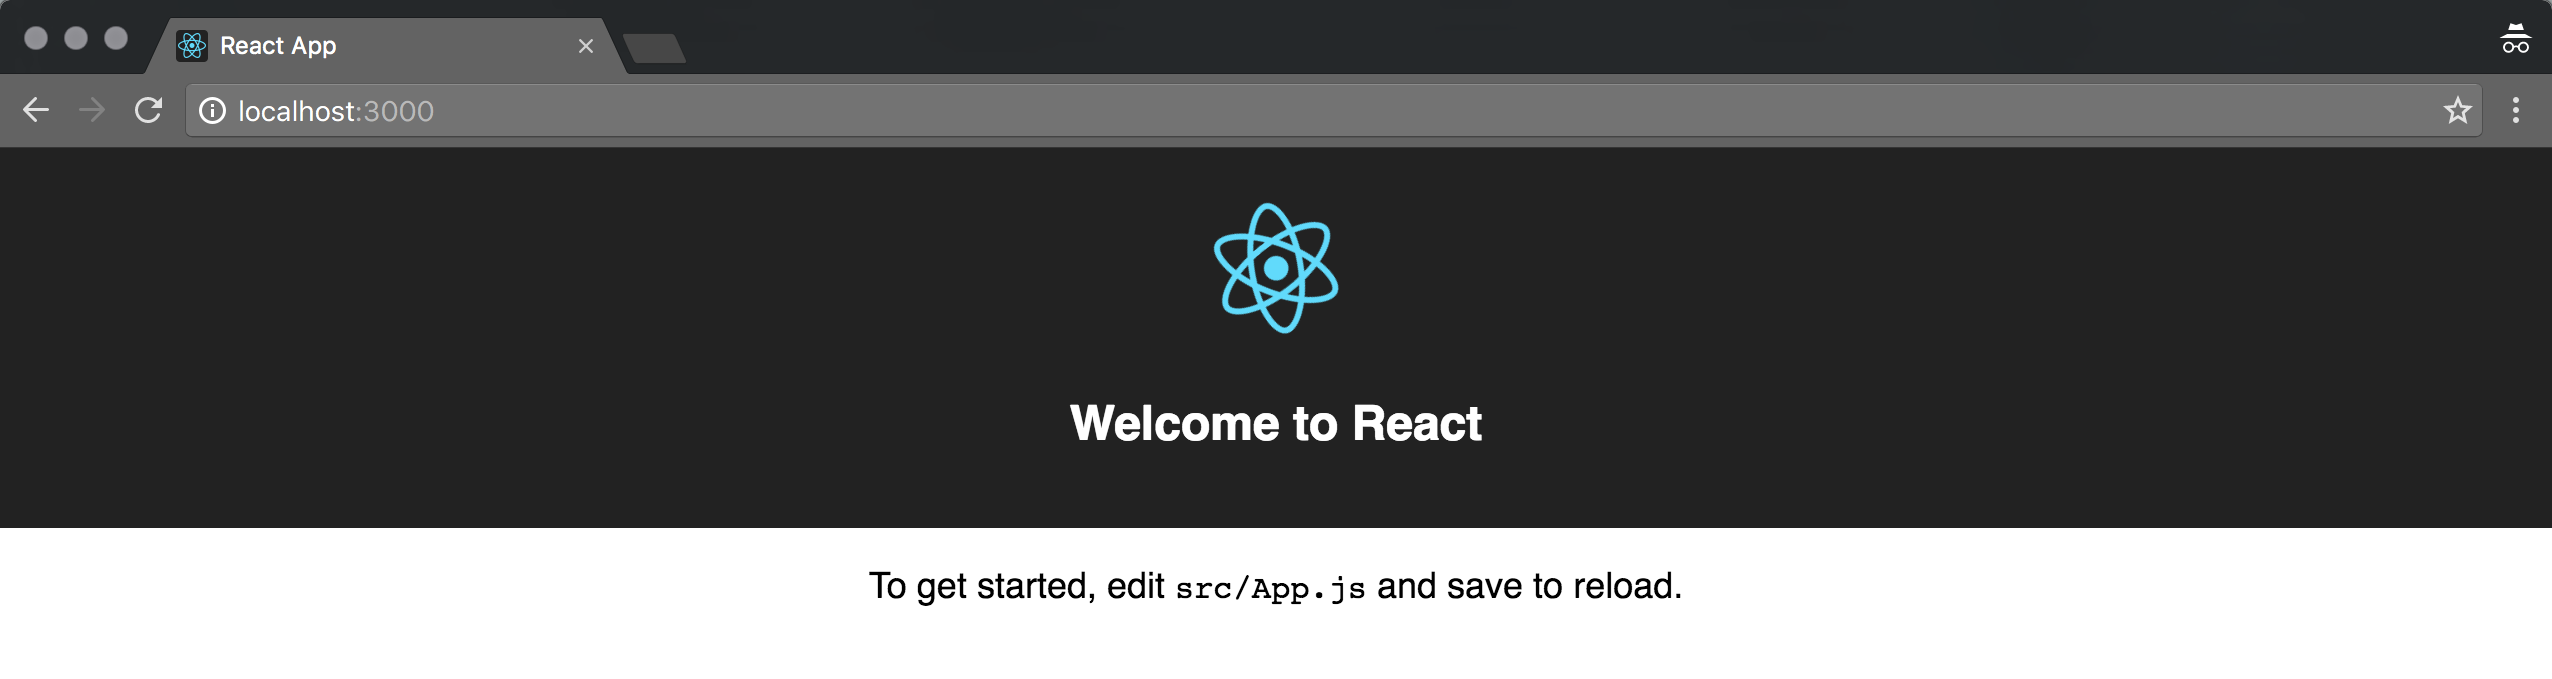 React App
localhost:3000
Welcome to React
To get started, edit src/App.js and save to reload.